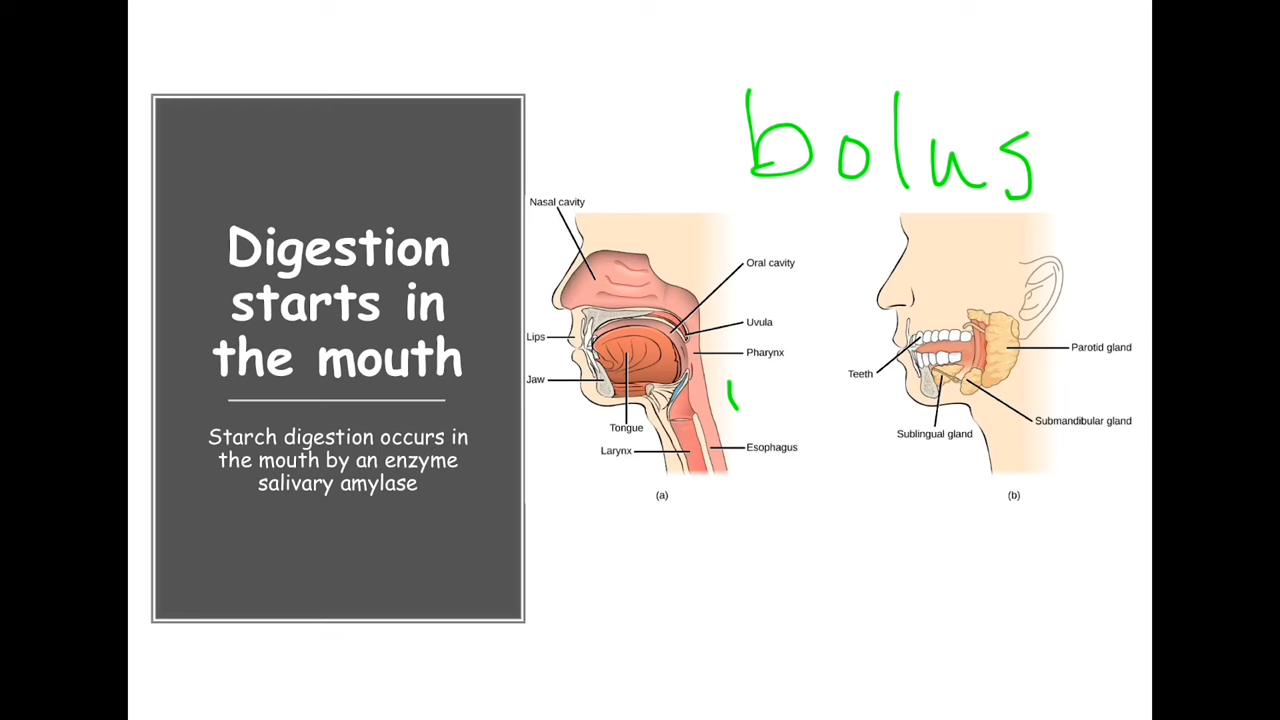 bolus
Digestion
starts in
the mouth
Starch digestion occurs in
the mouth by an enzyme
salivary amylase
Nasal cavity
Oral cavity
Uvula
Lips
Pharynx
Jaw
Tongue
Larynx
Esophagus
(a)
Teeth
Parotid gland
Submandibular gland
Sublingual gland
(b)